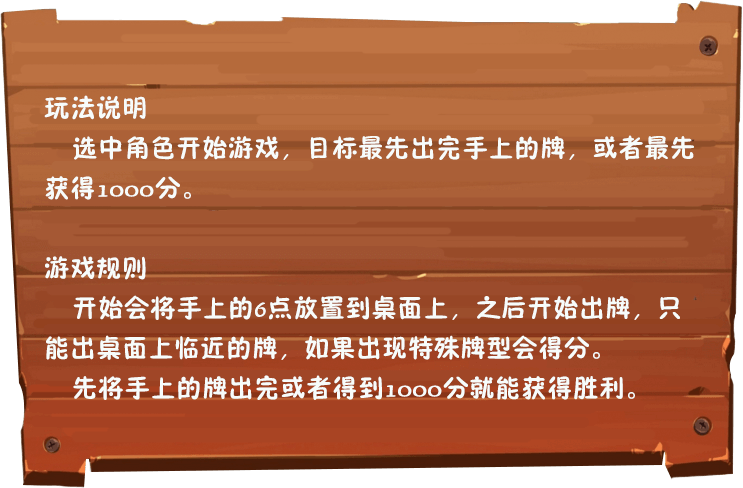 玩法说明
选中角色开始游戏，目标最先出完手上的牌，或者最先
获得1000分。
游戏规则
开始会将手上的6点放置到桌面上，之后开始出牌，只
能出桌面上临近的牌，如果出现特殊牌型会得分。
先将手上的牌出完或者得到1000分就能获得胜利。